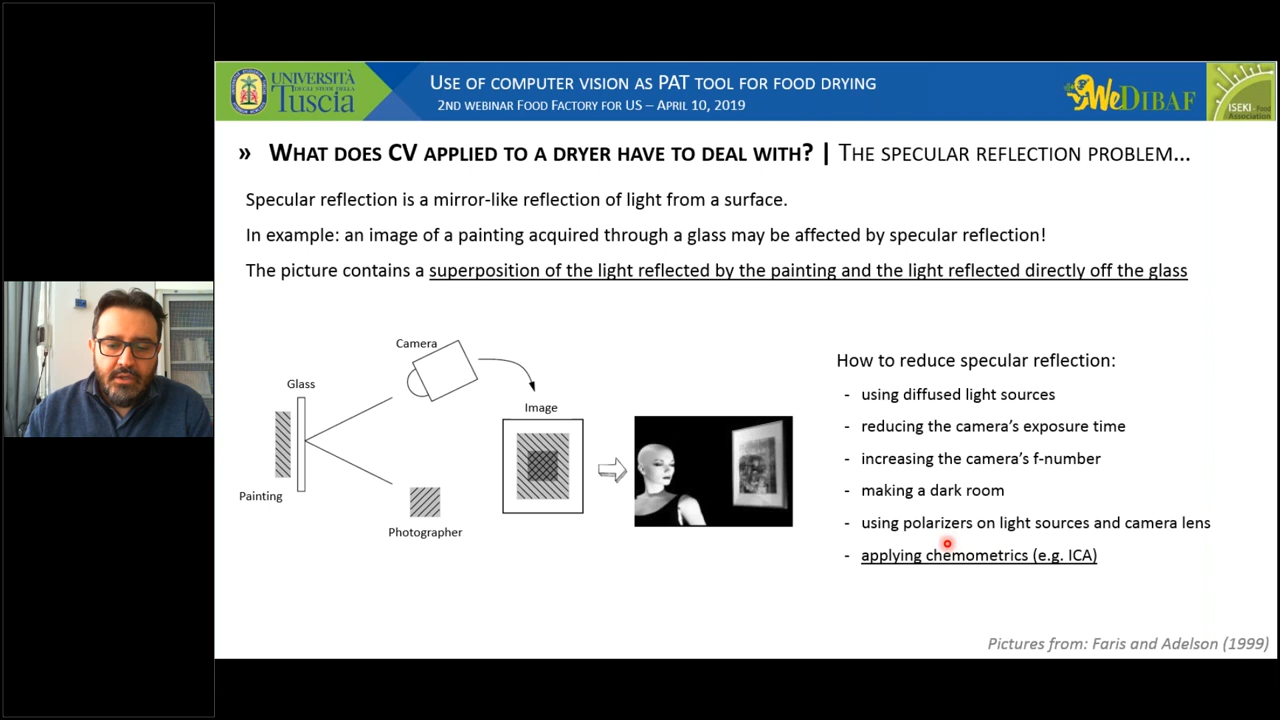 UNIVERSITÀ
DEGLI STUDI DELLA
Tuscia
USE OF COMPUTER VISION AS PAT TOOL FOR FOOD DRYING
2ND WEBINAR FOOD FACTORY FOR US – APRIL 10, 2019
WeDIBAF
ISEKI-Food
Association
» WHAT DOES CV APPLIED TO A DRYER HAVE TO DEAL WITH? | THE SPECULAR REFLECTION PROBLEM...
Specular reflection is a mirror-like reflection of light from a surface.
In example: an image of a painting acquired through a glass may be affected by specular reflection!
The picture contains a superposition of the light reflected by the painting and the light reflected directly off the glass
Camera
Glass
Image
Painting
Photographer
How to reduce specular reflection:
- using diffused light sources
- reducing the camera's exposure time
- increasing the camera's f-number
- making a dark room
- using polarizers on light sources and camera lens
- applying chemometrics (e.g. ICA)
Pictures from: Faris and Adelson (1999)